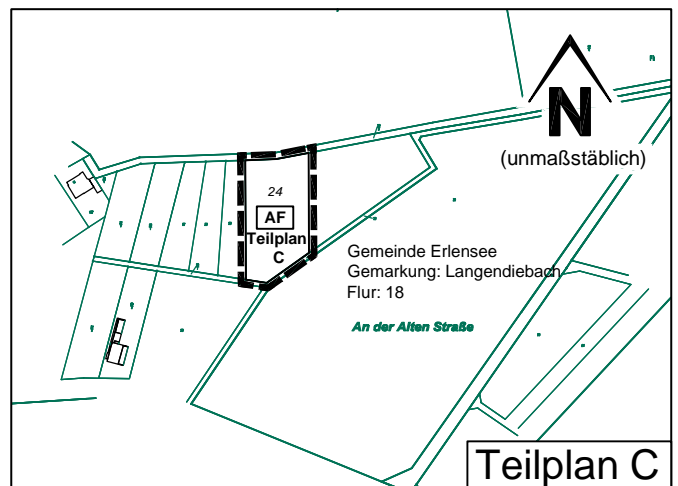 N
(unmaßstäblich)
24
AF
Teilplan
C
Gemeinde Erlensee
Gemarkung: Langendiebach
Flur: 18
An der Alten Straße
Teilplan C